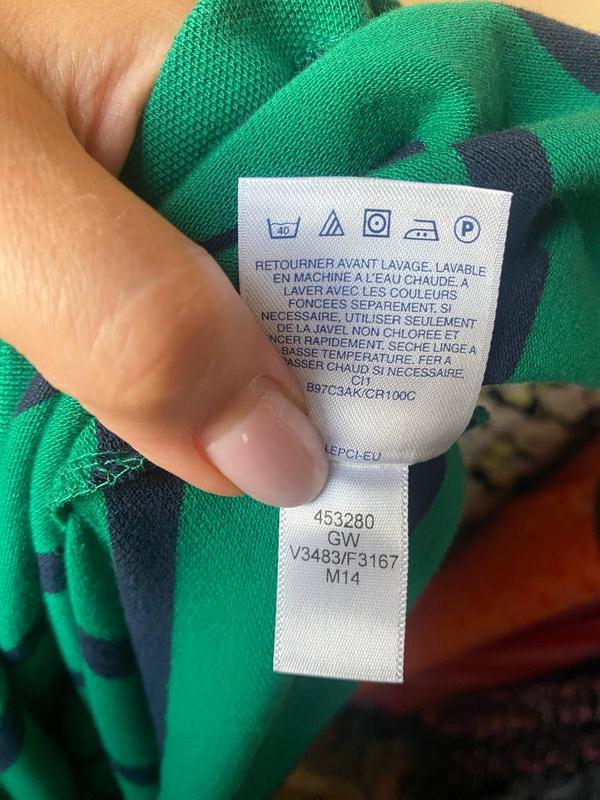 40
P
RETOURNER AVANT LAVAGE. LAVABLE
EN MACHINE A L'EAU CHAUDE. A
LAVER AVEC LES COULEURS
FONCEES SEPAREMENT. SI
NECESSAIRE, UTILISER SEULEMENT
DE LA JAVEL NON CHLOREE ET
RAPIDEMENT. SECHE LINGE A
BASSE TEMPERATURE. FER A
CHAUD SI NECESSAIRE.
CI1
B97C3AK/CR100C
453280
GW
V3483/F3167
M14